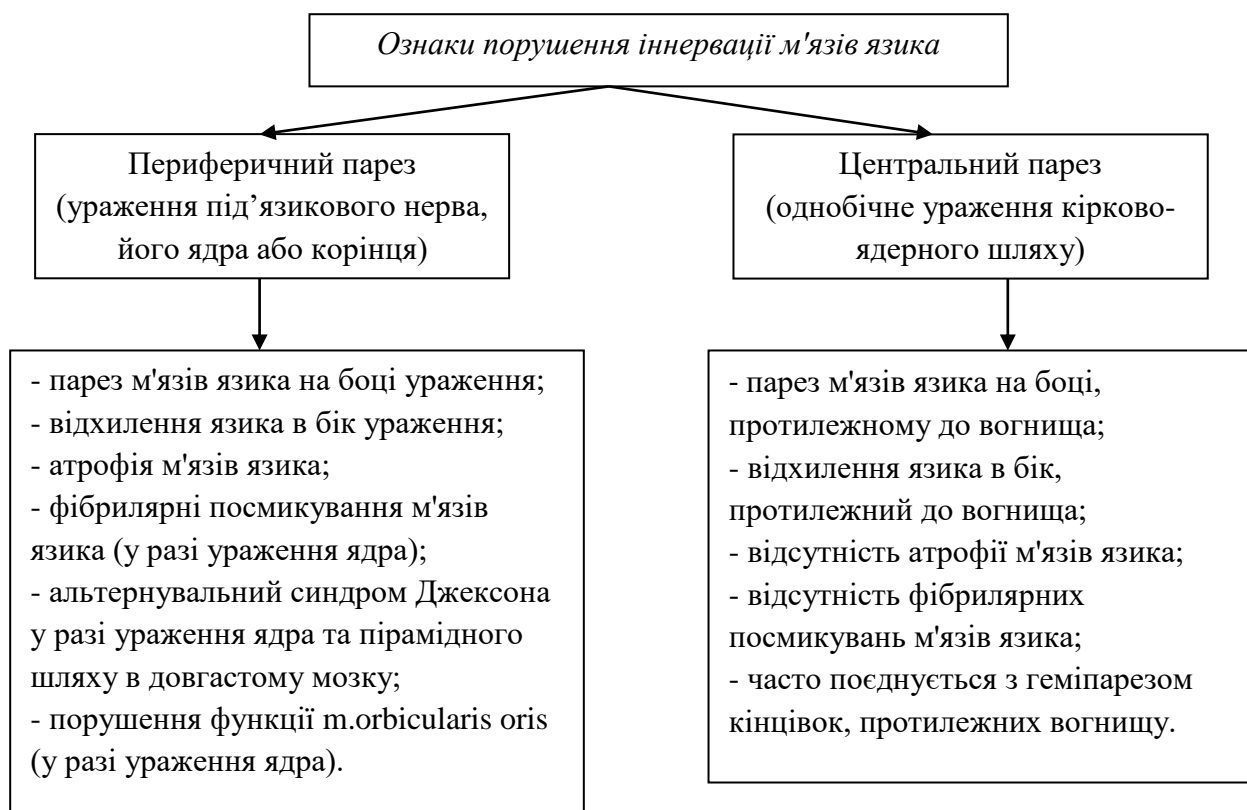 Ознаки порушення іннервації м'язів язика
Периферичний парез
(ураження під’язикового нерва,
його ядра або корінця)
Центральний парез
(однобічне ураження кірково-
ядерного шляху)
- парез м'язів язика на боці ураження;
- відхилення язика в бік ураження;
- атрофія м'язів язика;
- фібрилярні посмикування м'язів
язика (у разі ураження ядра);
- альтернувальний синдром Джексона
у разі ураження ядра та пірамідного
шляху в довгастому мозку;
- порушення функції m.orbicularis oris
(у разі ураження ядра).
- парез м'язів язика на боці,
протилежному до вогнища;
- відхилення язика в бік,
протилежний до вогнища;
- відсутність атрофії м'язів язика;
- відсутність фібрилярних
посмикувань м'язів язика;
- часто поєднується з геміпарезом
кінцівок, протилежних вогнищу.